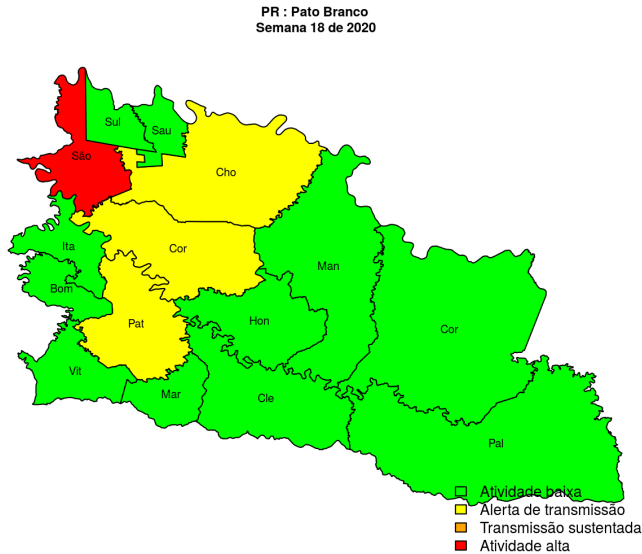 PR : Pato Branco
Semana 18 de 2020
Sul
Sau
São
Cho
Ita
Cor
Man
Bom
Hon
Pat
Cor
Vit
Mar
Cle
Pal
Atividade baixa
Alerta de transmissão
Transmissão sustentada
Atividade alta